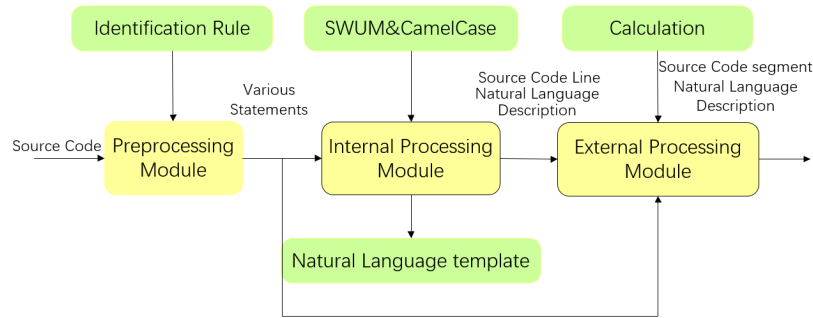 Identification Rule
SWUM&CamelCase
Calculation
Various
Statements
Source Code Line
Natural Language
Description
Source Code segment
Natural Language
Description
Source Code
Preprocessing
Module
Internal Processing
Module
External Processing
Module
Natural Language template